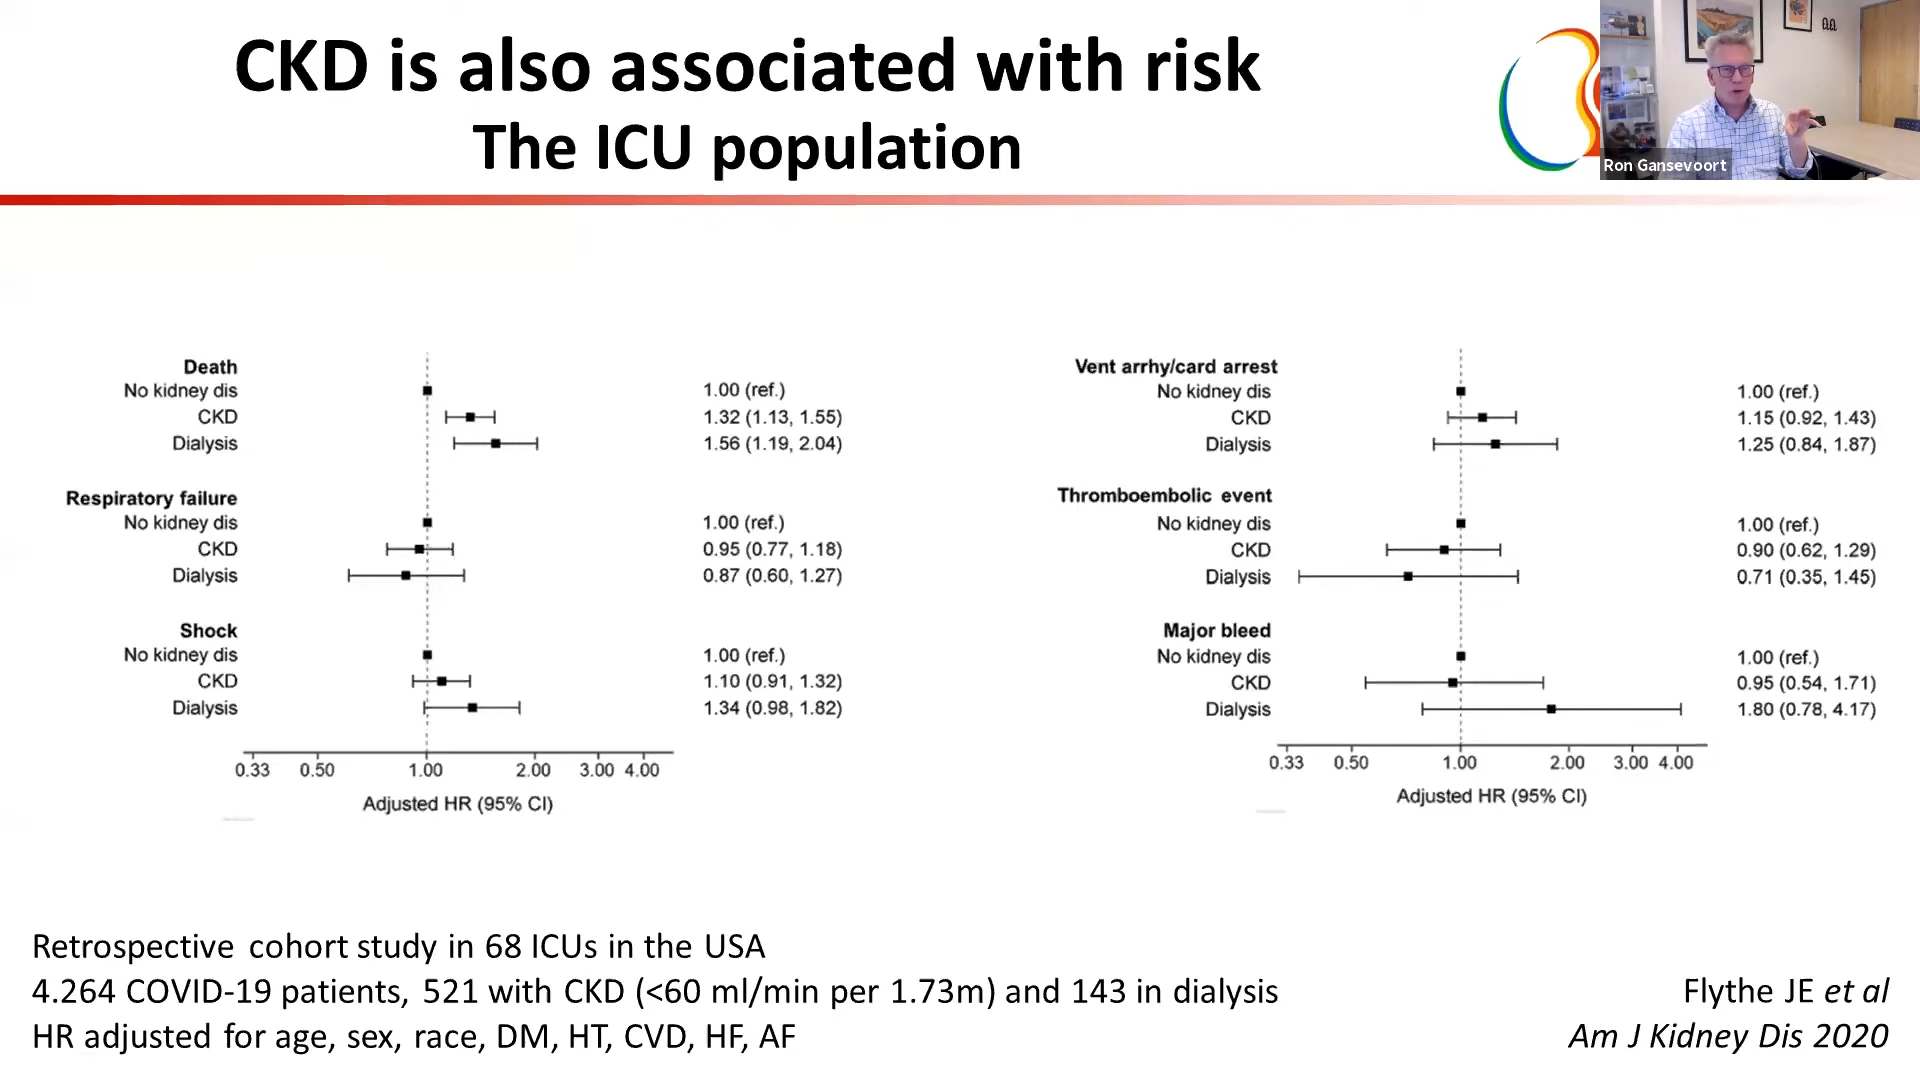 CKD is also associated with risk
The ICU population
Ron Gansevoort
Death
No kidney dis 1.00 (ref.)
CKD 1.32 (1.13, 1.55)
Dialysis 1.56 (1.19, 2.04)
Respiratory failure
No kidney dis 1.00 (ref.)
CKD 0.95 (0.77, 1.18)
Dialysis 0.87 (0.60, 1.27)
Shock
No kidney dis 1.00 (ref.)
CKD 1.10 (0.91, 1.32)
Dialysis 1.34 (0.98, 1.82)
0.33 0.50 1.00 2.00 3.00 4.00
Adjusted HR (95% CI)
Vent arrhy/card arrest
No kidney dis 1.00 (ref.)
CKD 1.15 (0.92, 1.43)
Dialysis 1.25 (0.84, 1.87)
Thromboembolic event
No kidney dis 1.00 (ref.)
CKD 0.90 (0.62, 1.29)
Dialysis 0.71 (0.35, 1.45)
Major bleed
No kidney dis 1.00 (ref.)
CKD 0.95 (0.54, 1.71)
Dialysis 1.80 (0.78, 4.17)
0.33 0.50 1.00 2.00 3.00 4.00
Adjusted HR (95% CI)
Retrospective cohort study in 68 ICUs in the USA
4.264 COVID-19 patients, 521 with CKD (<60 ml/min per 1.73m) and 143 in dialysis
HR adjusted for age, sex, race, DM, HT, CVD, HF, AF
Flythe JE et al
Am J Kidney Dis 2020